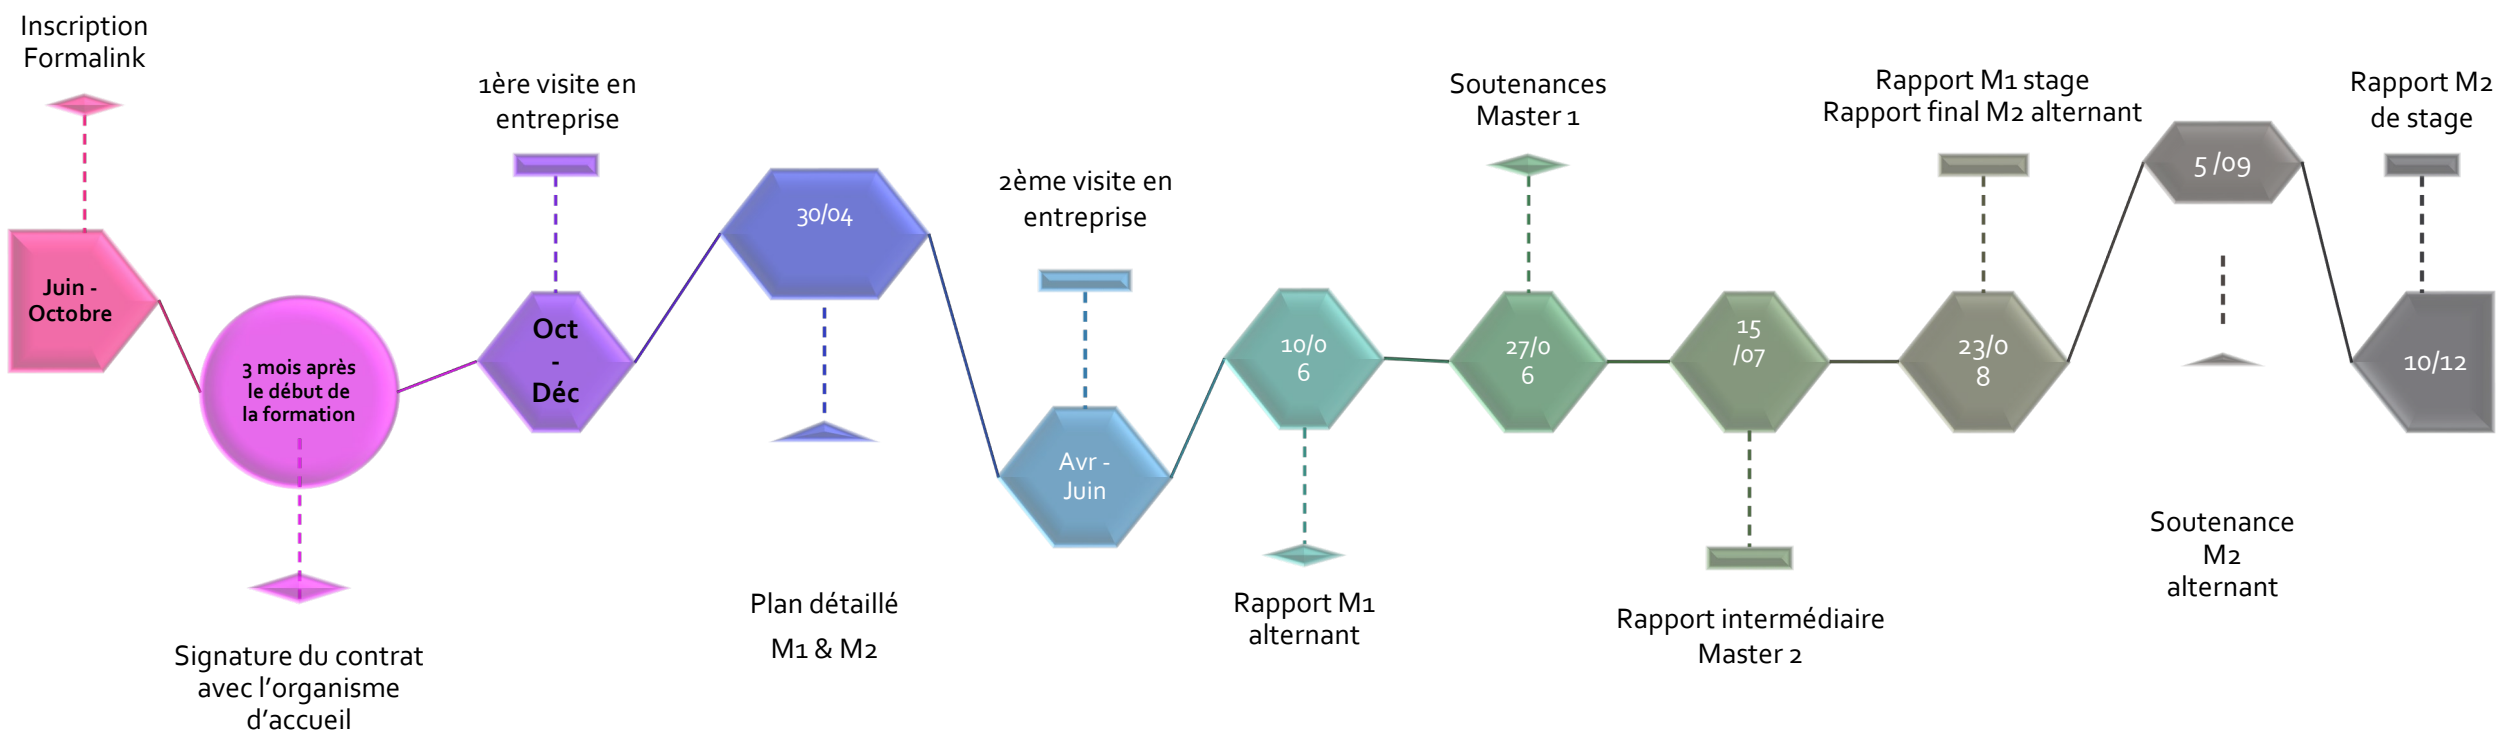 Inscription
Formalink
Juin -
Octobre
3 mois après
le début de
la formation
Signature du contrat
avec l’organisme
d’accueil
1ère visite en
entreprise
Oct
-
Déc
30/04
Plan détaillé
M1 & M2
2ème visite en
entreprise
Avr -
Juin
10/0
6
Rapport M1
alternant
Soutenances
Master 1
27/0
6
15
/07
Rapport intermédiaire
Master 2
Rapport M1 stage
Rapport final M2 alternant
23/0
8
5 /09
Soutenance
M2
alternant
Rapport M2
de stage
10/12